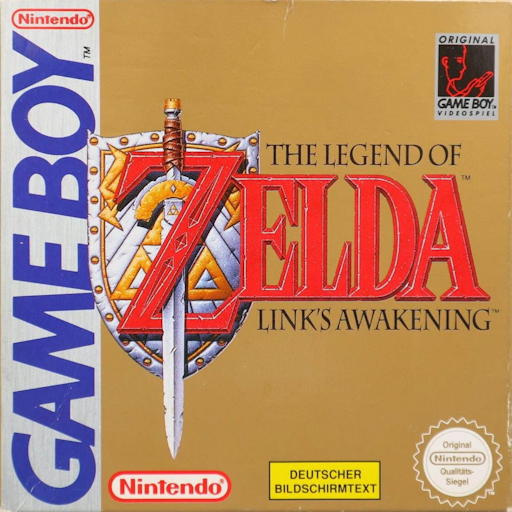 Nintendo
GAME BOY TM
ORIGINAL
GAME BOY TM
VIDEOSPIEL
THE LEGEND OF
ZELDA TM
LINK'S AWAKENING TM
Nintendo
DEUTSCHER
BILDSCHIRMTEXT
Original
Nintendo
Qualitäts-
Siegel